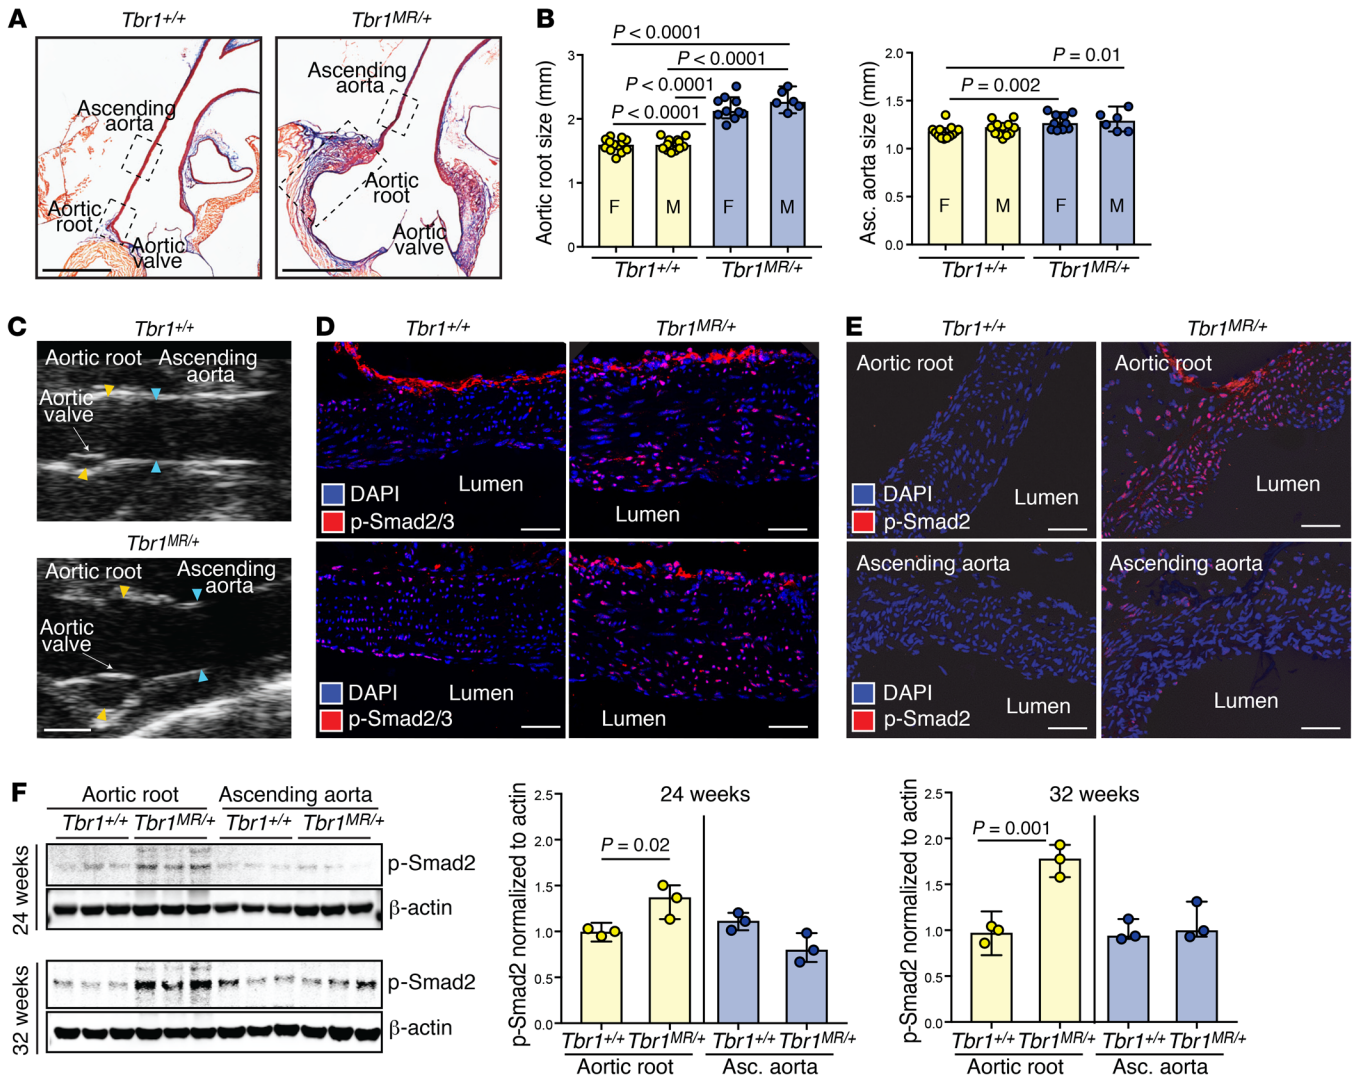 A
Tbr1+/+
Tbr1MR/+
Ascending
aorta
Aortic
root
Aortic
valve
Ascending
aorta
Aortic
root
Aortic
valve
B
Aortic root size (mm)
3
2
1
0
P < 0.0001
P < 0.0001
P < 0.0001
P < 0.0001
F M F M
Tbr1+/+ Tbr1MR/+
Asc. aorta size (mm)
2.0
1.5
1.0
0.5
0.0
P = 0.01
P = 0.002
F M F M
Tbr1+/+ Tbr1MR/+
C
Tbr1+/+
Aortic root Ascending
aorta
Aortic
valve
Tbr1MR/+
Aortic root Ascending
aorta
Aortic
valve
D
Tbr1+/+ Tbr1MR/+
Lumen
DAPI
p-Smad2/3
Lumen
Lumen
DAPI
p-Smad2/3
Lumen
E
Tbr1+/+ Tbr1MR/+
Aortic root
DAPI
p-Smad2
Lumen
Aortic root
Lumen
Ascending aorta
DAPI
p-Smad2
Lumen
Ascending aorta
Lumen
F
Aortic root Ascending aorta
Tbr1+/+ Tbr1MR/+ Tbr1+/+ Tbr1MR/+
24 weeks
p-Smad2
β-actin
32 weeks
p-Smad2
β-actin
24 weeks
p-Smad2 normalized to actin
2.5
2.0
1.5
1.0
0.5
0.0
P = 0.02
Tbr1+/+ Tbr1MR/+ Tbr1+/+ Tbr1MR/+
Aortic root Asc. aorta
32 weeks
p-Smad2 normalized to actin
2.5
2.0
1.5
1.0
0.5
0.0
P = 0.001
Tbr1+/+ Tbr1MR/+ Tbr1+/+ Tbr1MR/+
Aortic root Asc. aorta